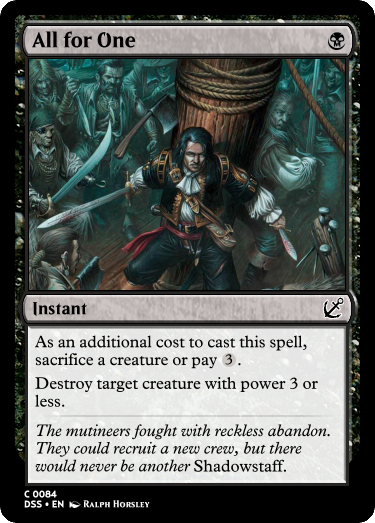 All for One
Instant
As an additional cost to cast this spell,
sacrifice a creature or pay 3.
Destroy target creature with power 3 or
less.
The mutineers fought with reckless abandon.
They could recruit a new crew, but there
would never be another Shadowstaff.
C 0084
DSS • EN Ralph Horsley